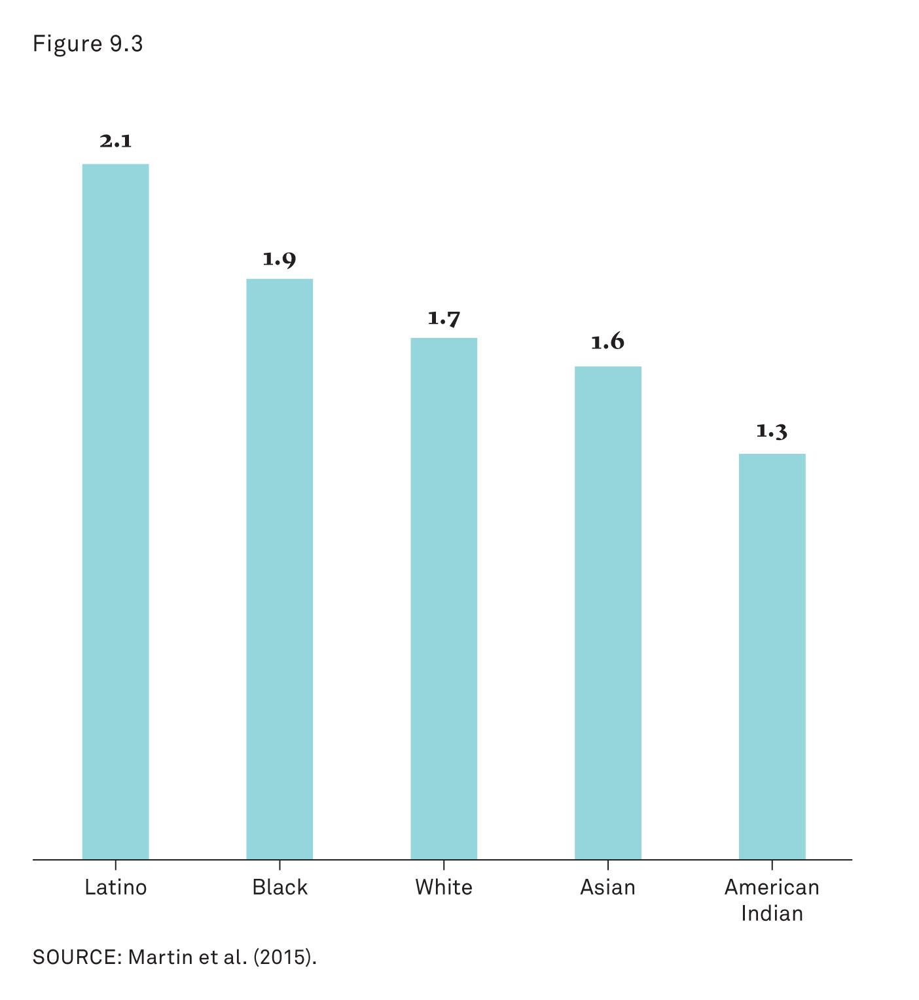 Figure 9.3
2.1
1.9
1.7
1.6
1.3
Latino
Black
White
Asian
American
Indian
SOURCE: Martin et al. (2015).